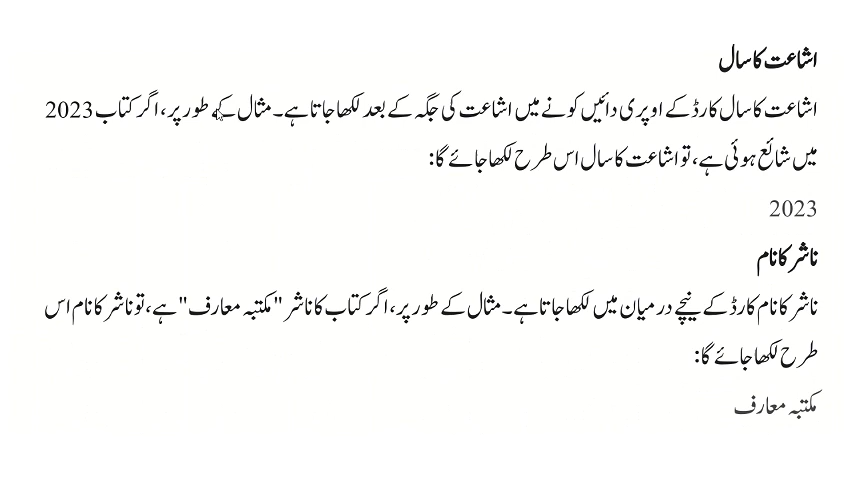 اشاعت کا سال
اشاعت کا سال کارڈ کے اوپری دائیں کونے میں اشاعت کی جگہ کے بعد لکھا جاتا ہے۔ مثال کے طور پر، اگر کتاب 2023
میں شائع ہوئی ہے، تو اشاعت کا سال اس طرح لکھا جائے گا:
2023
ناشر کا نام
ناشر کا نام کارڈ کے نیچے درمیان میں لکھا جاتا ہے۔ مثال کے طور پر، اگر کتاب کا ناشر "مکتبہ معارف" ہے، تو ناشر کا نام اس
طرح لکھا جائے گا:
مکتبہ معارف